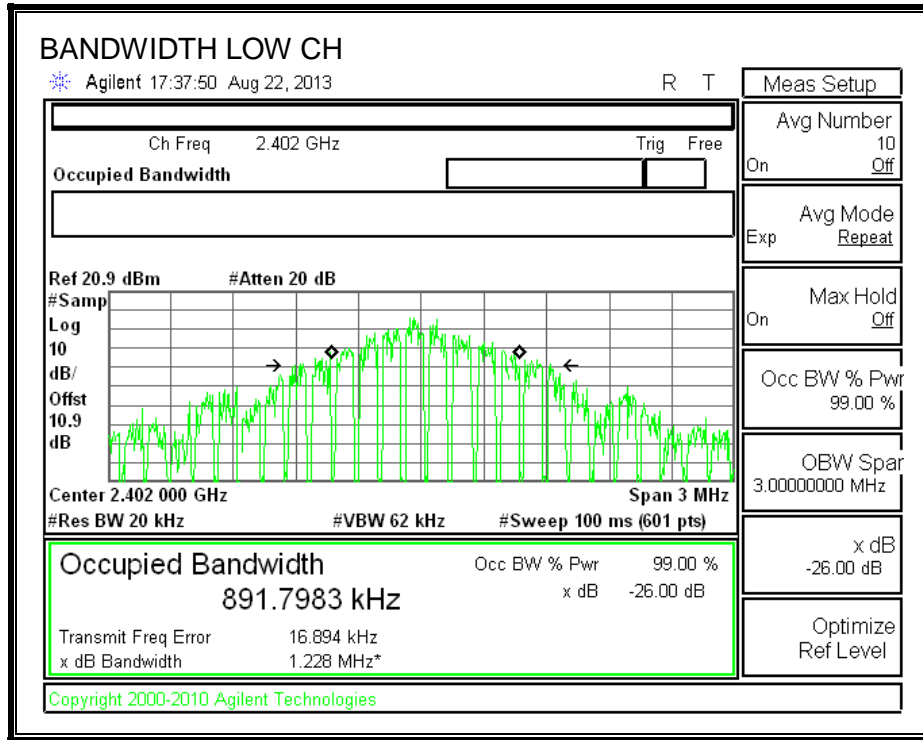 BANDWIDTH LOW CH
Agilent 17:37:50 Aug 22, 2013 R T
Ch Freq 2.402 GHz Trig Free
Occupied Bandwidth
Ref 20.9 dBm #Atten 20 dB
#Samp
Log
10
dB/
Offst
10.9
dB
Center 2.402 000 GHz Span 3 MHz
#Res BW 20 kHz #VBW 62 kHz #Sweep 100 ms (601 pts)
Occupied Bandwidth
891.7983 kHz
Occ BW % Pwr 99.00 %
x dB -26.00 dB
Transmit Freq Error 16.894 kHz
x dB Bandwidth 1.228 MHz*
Copyright 2000-2010 Agilent Technologies
Meas Setup
Avg Number
10
On Off
Avg Mode
Exp Repeat
Max Hold
On Off
Occ BW % Pwr
99.00 %
OBW Span
3.00000000 MHz
x dB
-26.00 dB
Optimize
Ref Level